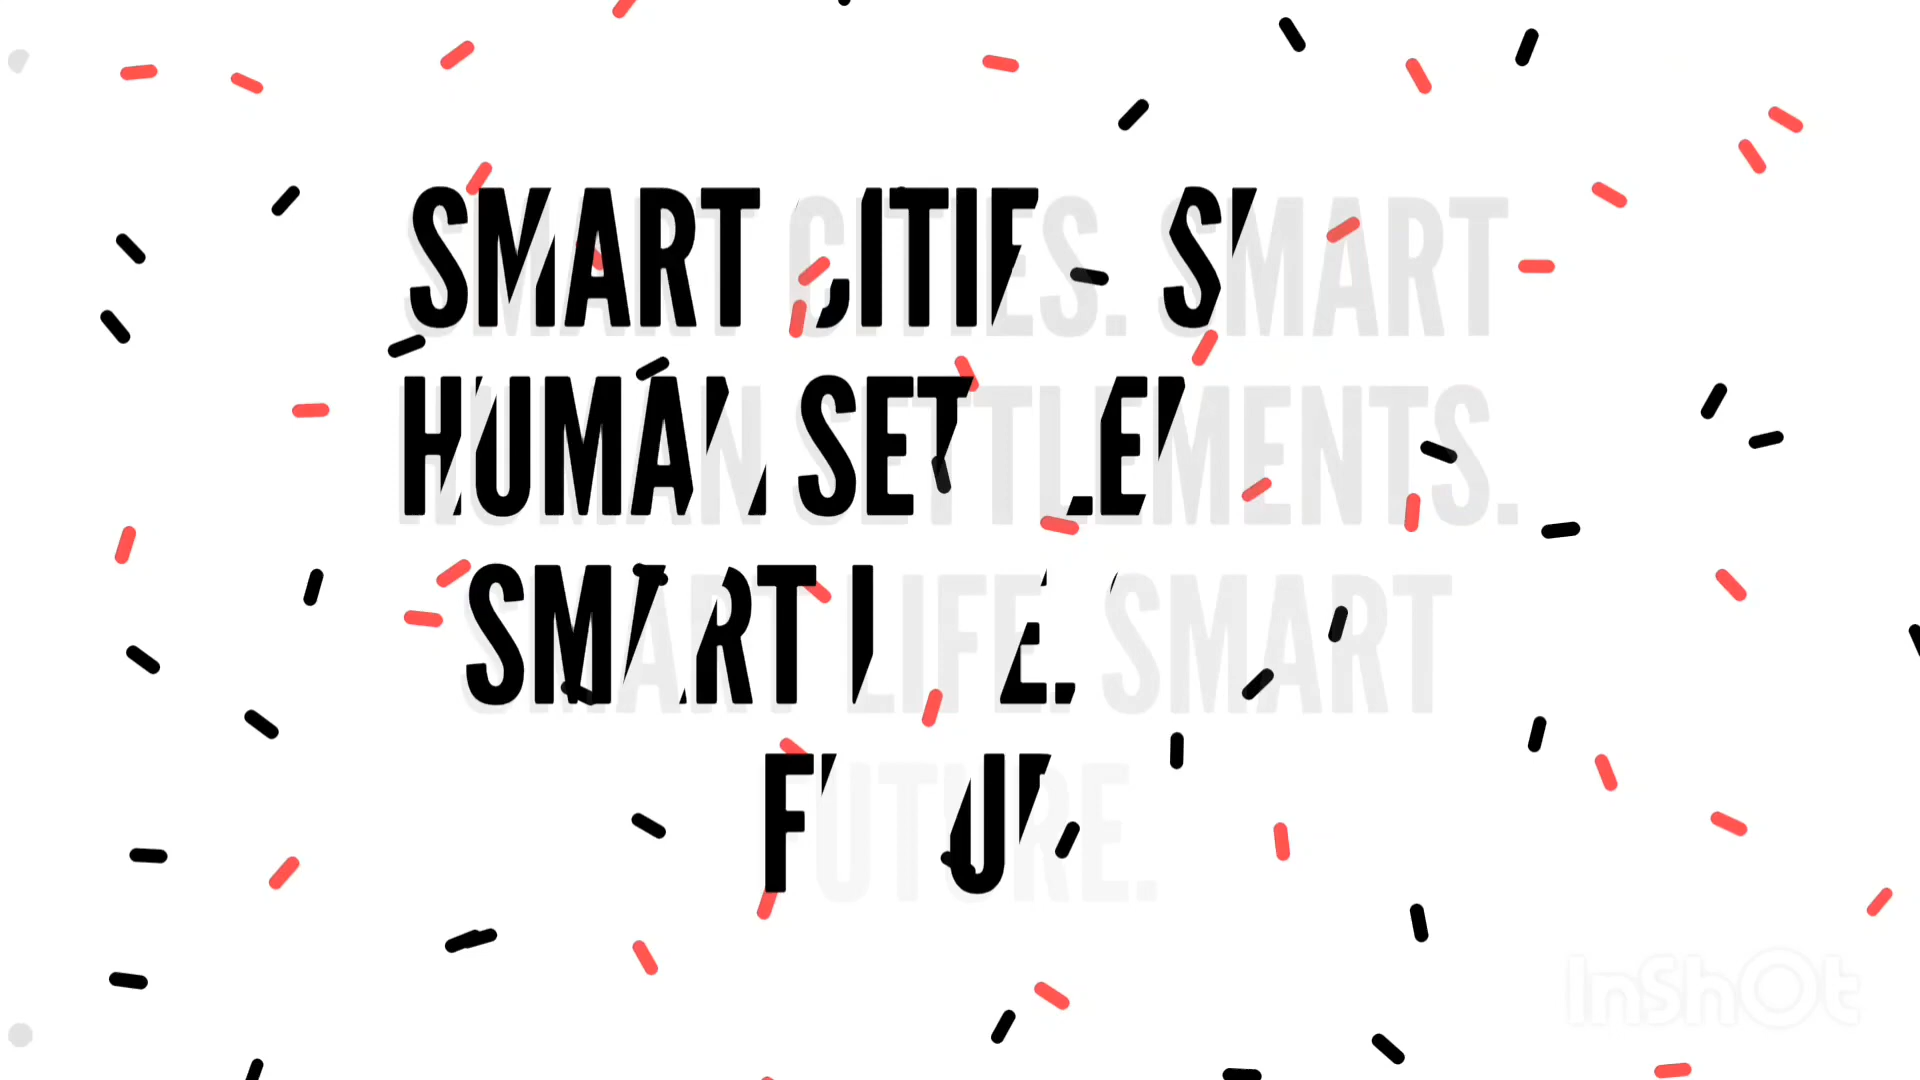 SMART CITIES. SMART
HUMAN SETTLEMENTS.
SMART LIFE. SMART
FUTURE.
InShOt